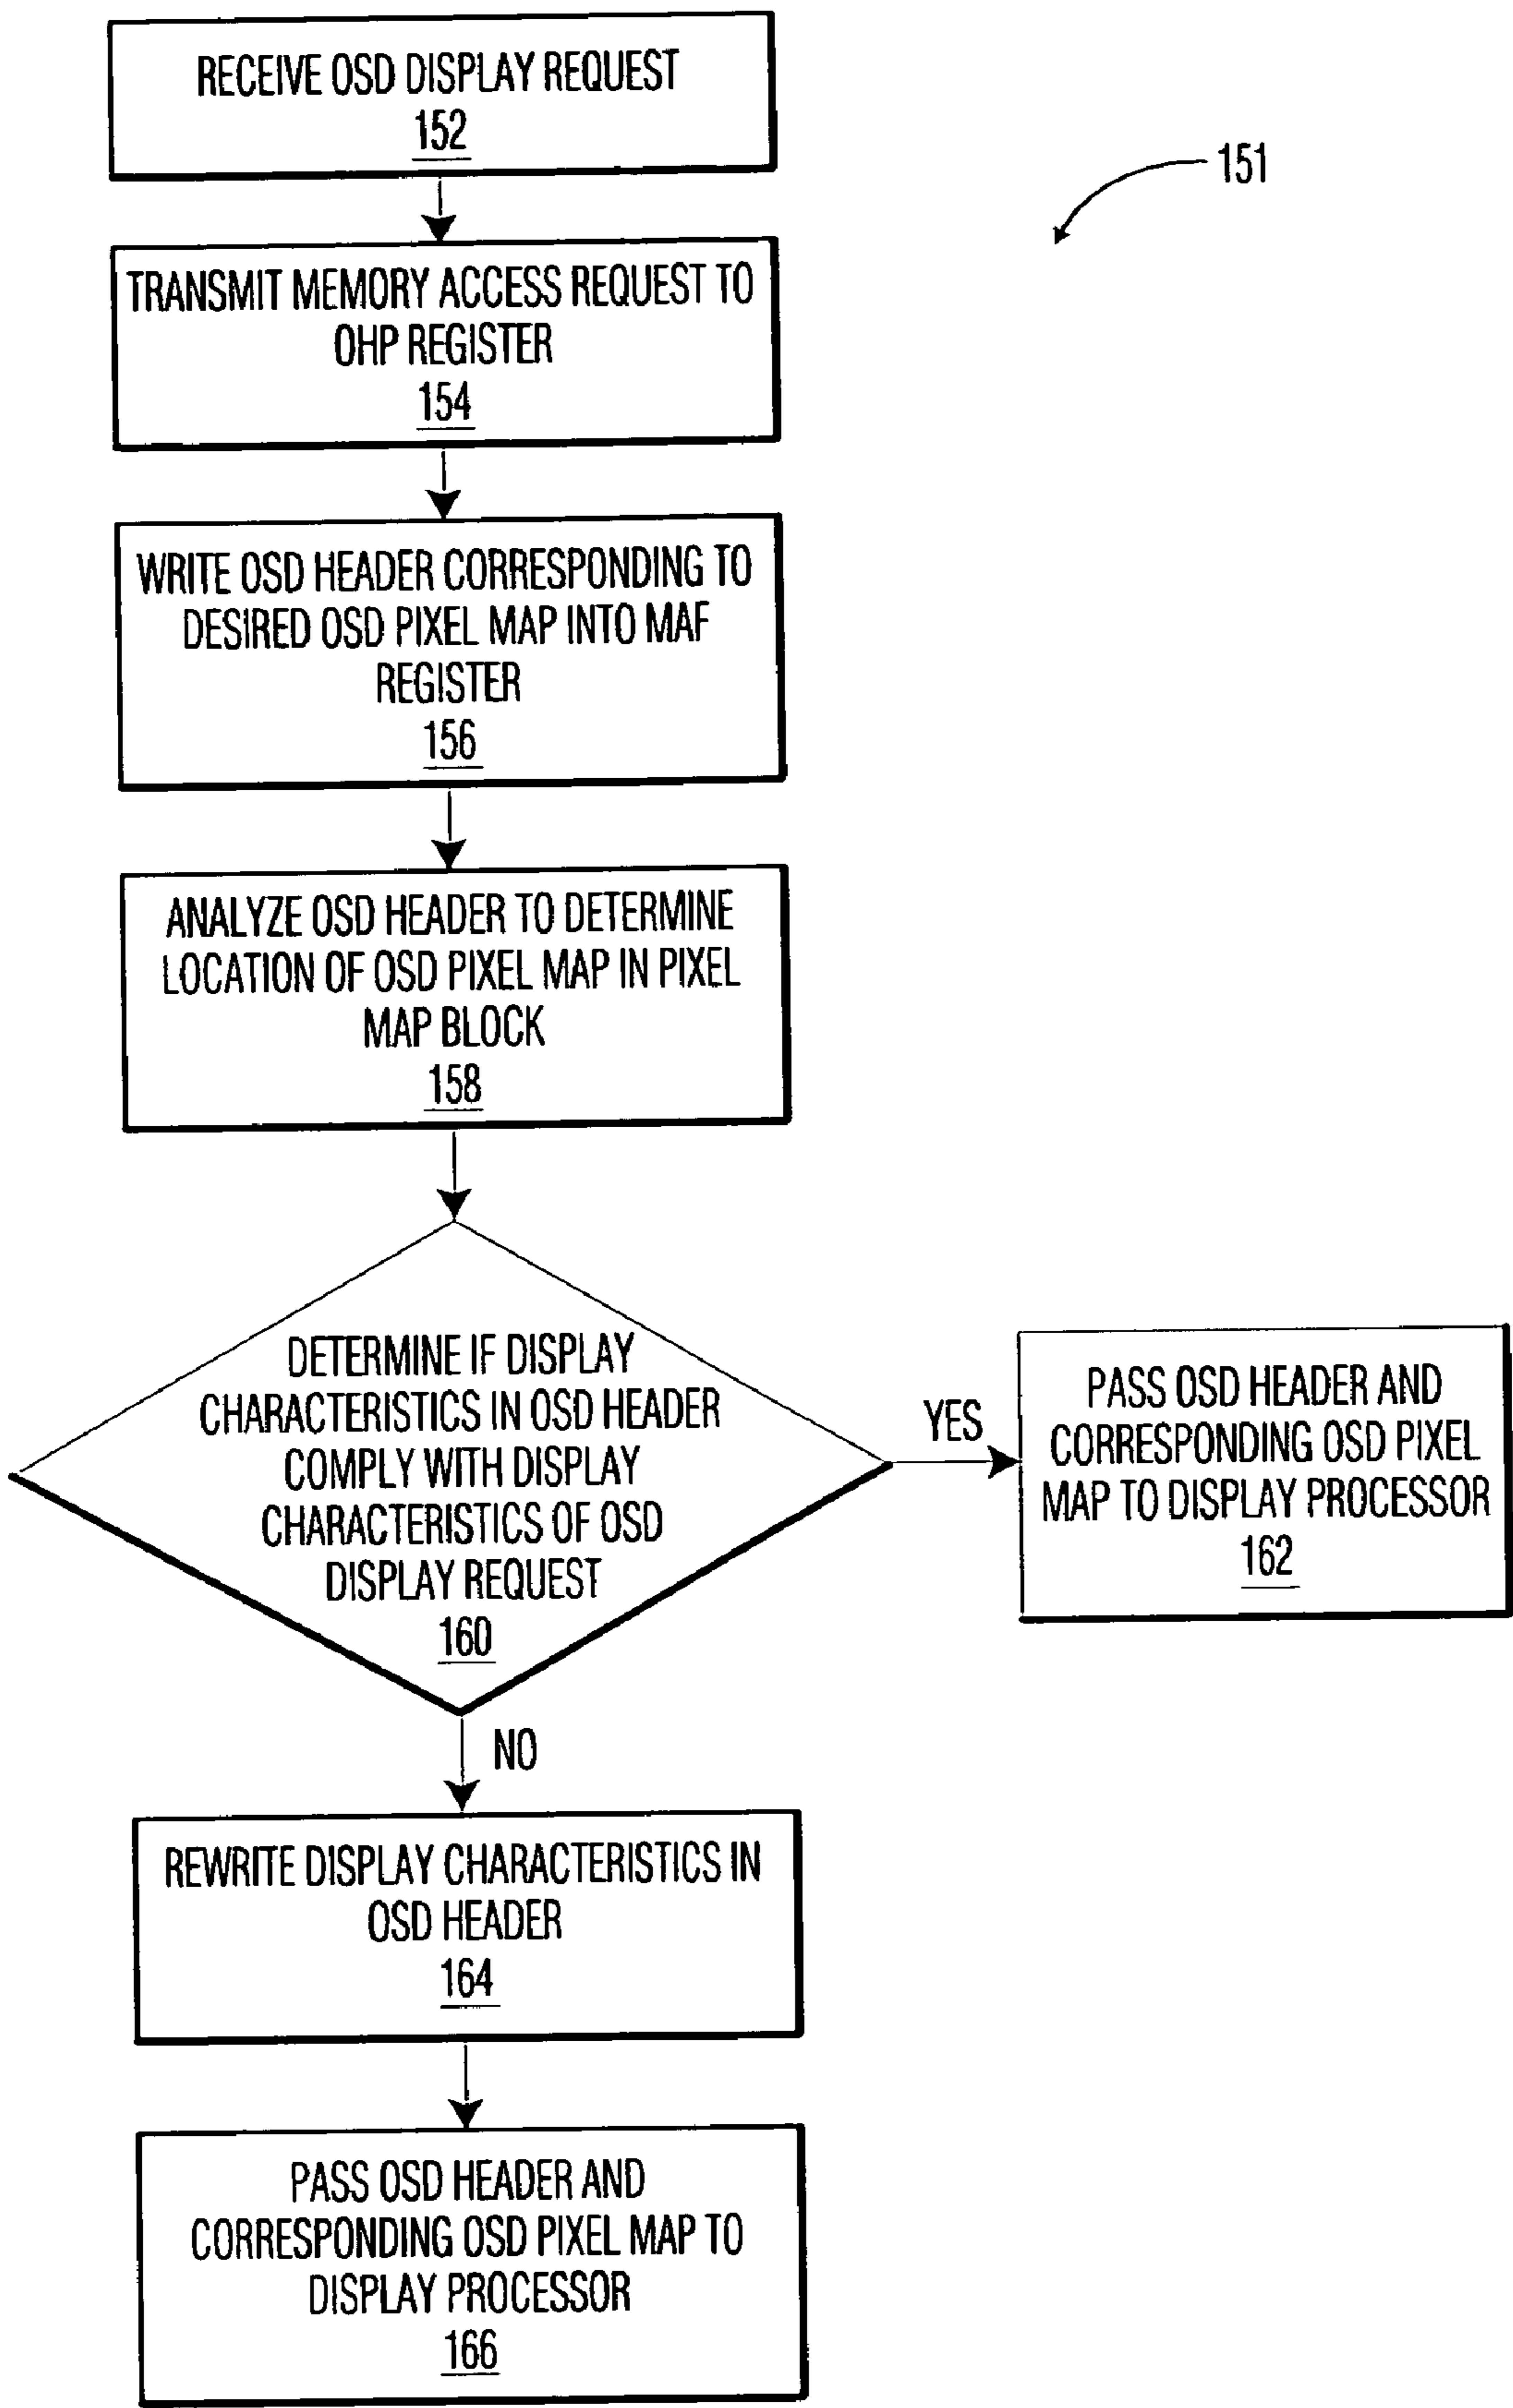 RECEIVE OSD DISPLAY REQUEST
152
151
TRANSMIT MEMORY ACCESS REQUEST TO
OHP REGISTER
154
WRITE OSD HEADER CORRESPONDING TO
DESIRED OSD PIXEL MAP INTO MAF
REGISTER
156
ANALYZE OSD HEADER TO DETERMINE
LOCATION OF OSD PIXEL MAP IN PIXEL
MAP BLOCK
158
DETERMINE IF DISPLAY
CHARACTERISTICS IN OSD HEADER
COMPLY WITH DISPLAY
CHARACTERISTICS OF OSD
DISPLAY REQUEST
160
YES
PASS OSD HEADER AND
CORRESPONDING OSD PIXEL
MAP TO DISPLAY PROCESSOR
162
NO
REWRITE DISPLAY CHARACTERISTICS IN
OSD HEADER
164
PASS OSD HEADER AND
CORRESPONDING OSD PIXEL MAP TO
DISPLAY PROCESSOR
166